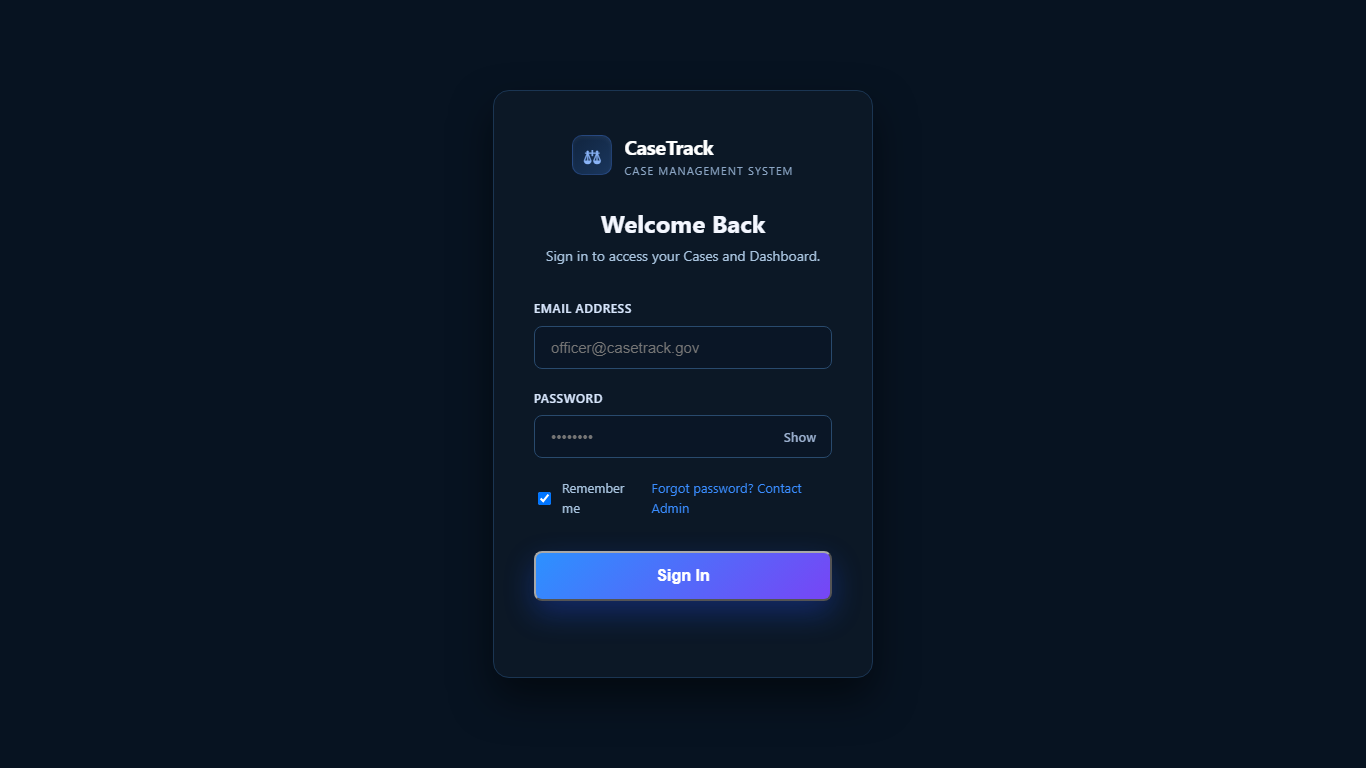 CaseTrack
CASE MANAGEMENT SYSTEM
Welcome Back
Sign in to access your Cases and Dashboard.
EMAIL ADDRESS
officer@casetrack.gov
PASSWORD
••••••••
Show
Remember
me
Forgot password? Contact
Admin
Sign In